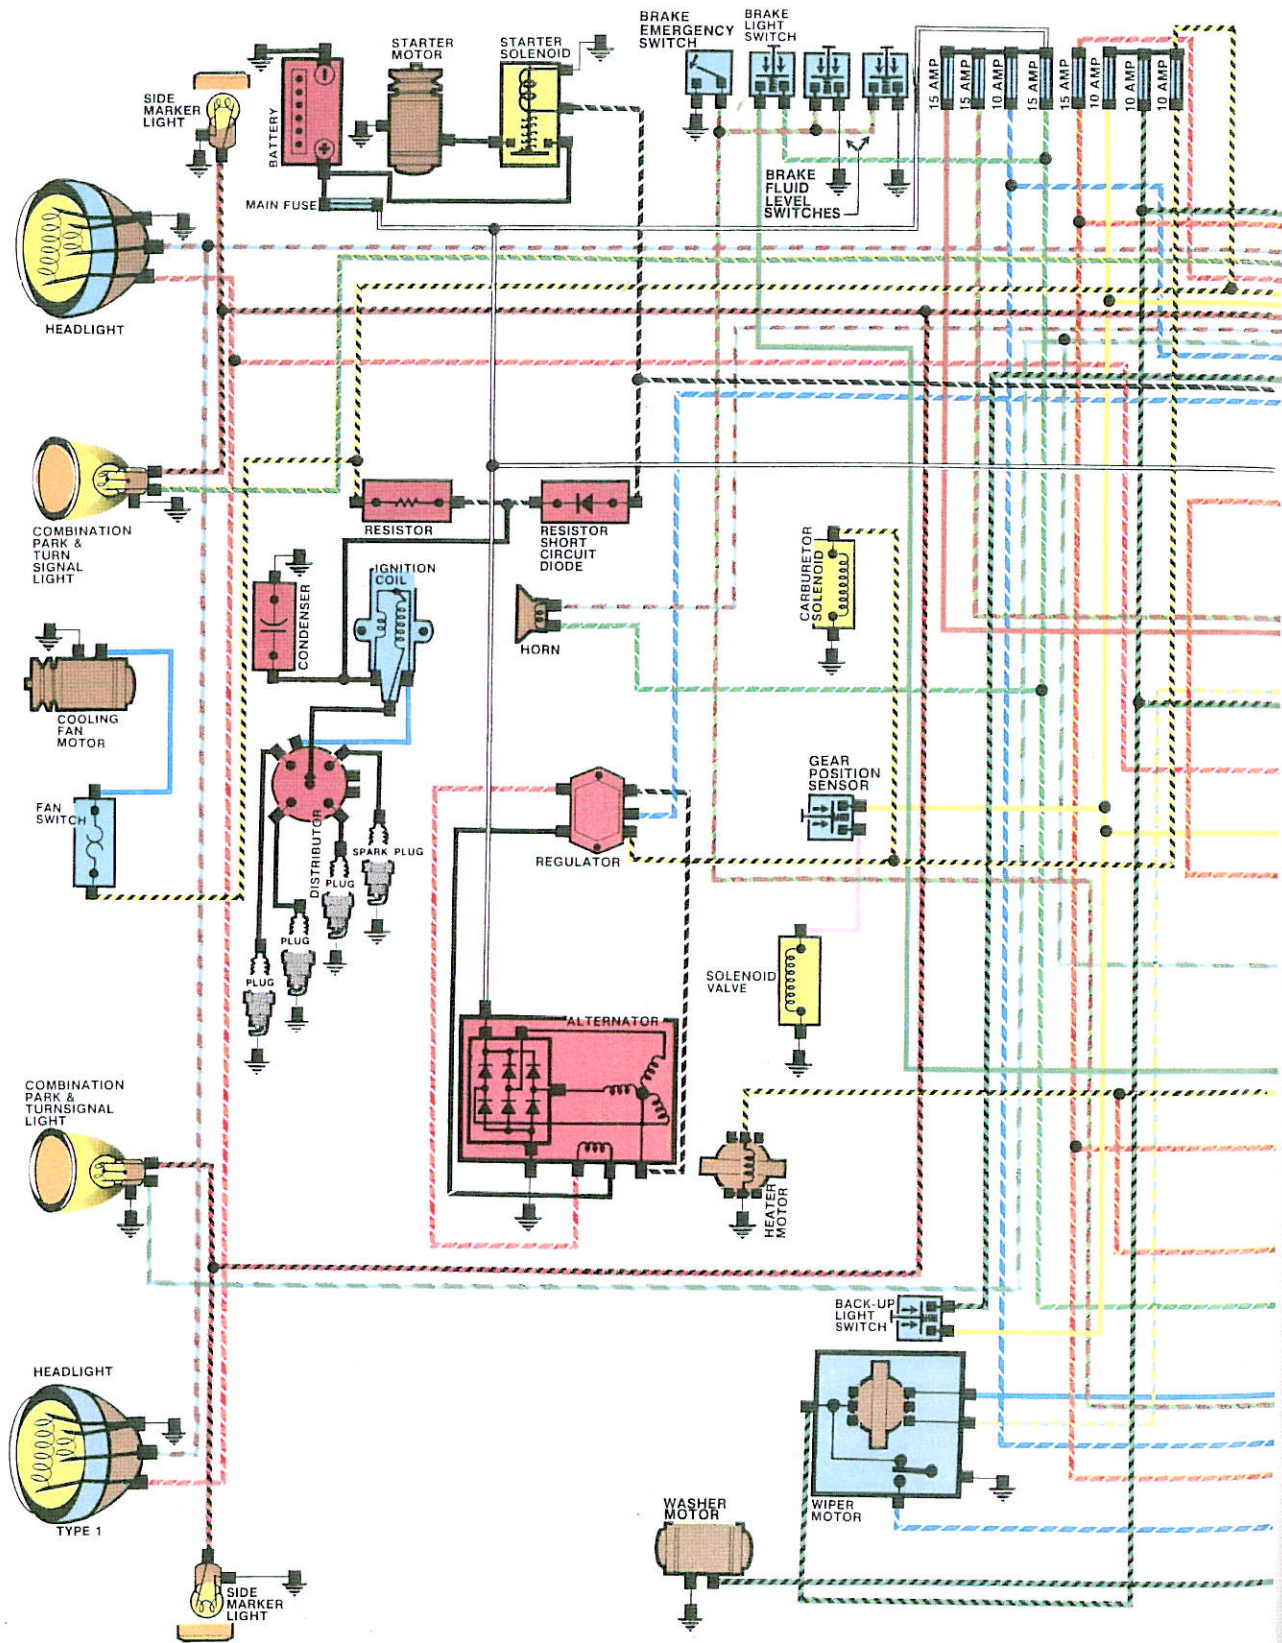 BRAKE
EMERGENCY
SWITCH
BRAKE
LIGHT
SWITCH
STARTER
MOTOR
STARTER
SOLENOID
SIDE
MARKER
LIGHT
BATTERY
15 AMP
15 AMP
10 AMP
15 AMP
15 AMP
10 AMP
10 AMP
10 AMP
MAIN FUSE
BRAKE
FLUID
LEVEL
SWITCHES
HEADLIGHT
COMBINATION
PARK &
TURN
SIGNAL
LIGHT
RESISTOR
RESISTOR
SHORT
CIRCUIT
DIODE
CARBURETOR
SOLENOID
CONDENSER
IGNITION
COIL
HORN
COOLING
FAN
MOTOR
FAN
SWITCH
GEAR
POSITION
SENSOR
DISTRIBUTOR
SPARK PLUG
PLUG
PLUG
PLUG
REGULATOR
SOLENOID
VALVE
ALTERNATOR
COMBINATION
PARK &
TURNSIGNAL
LIGHT
HEATER
MOTOR
BACK-UP
LIGHT
SWITCH
HEADLIGHT
TYPE 1
WASHER
MOTOR
WIPER
MOTOR
SIDE
MARKER
LIGHT